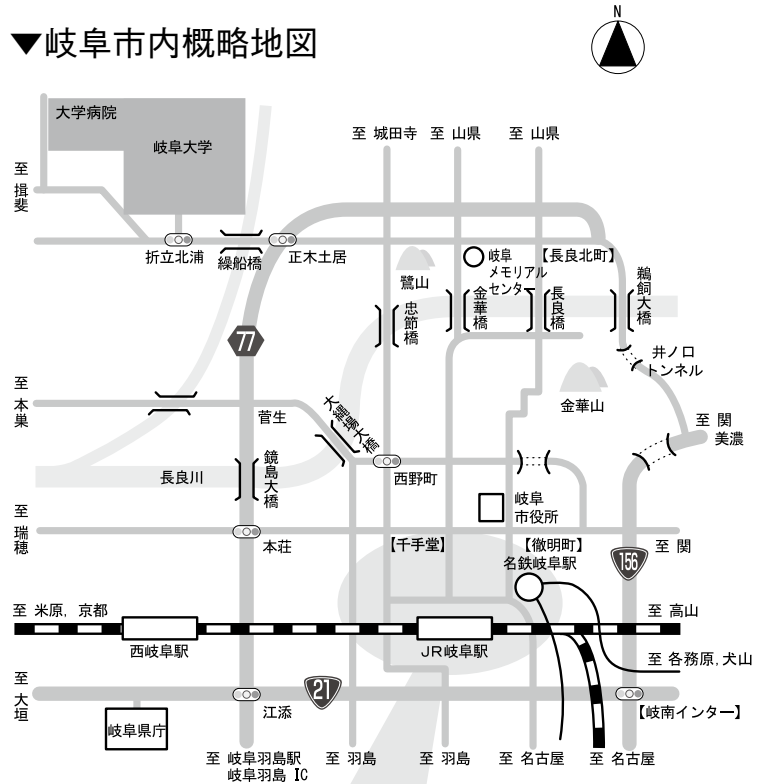 N
▼岐阜市内概略地図
大学病院
岐阜大学
至 城田寺
至 山県
至 山県
至 揖斐
折立北浦
繰船橋
正木土居
岐阜
メモリアル
センター
【長良北町】
鷺山
忠節橋
金華橋
長良橋
鵜飼大橋
77
井ノ口
トンネル
至 本巣
菅生
大縄場大橋
金華山
至 関
美濃
長良川
鏡島大橋
西野町
岐阜
市役所
至 瑞穂
本荘
【千手堂】
【徹明町】
名鉄岐阜駅
至 関
156
至 米原，京都
至 高山
西岐阜駅
JR岐阜駅
至 各務原，犬山
至 大垣
21
江添
【岐南インター】
岐阜県庁
至 岐阜羽島駅
岐阜羽島 IC
至 羽島
至 羽島
至 名古屋
至 名古屋